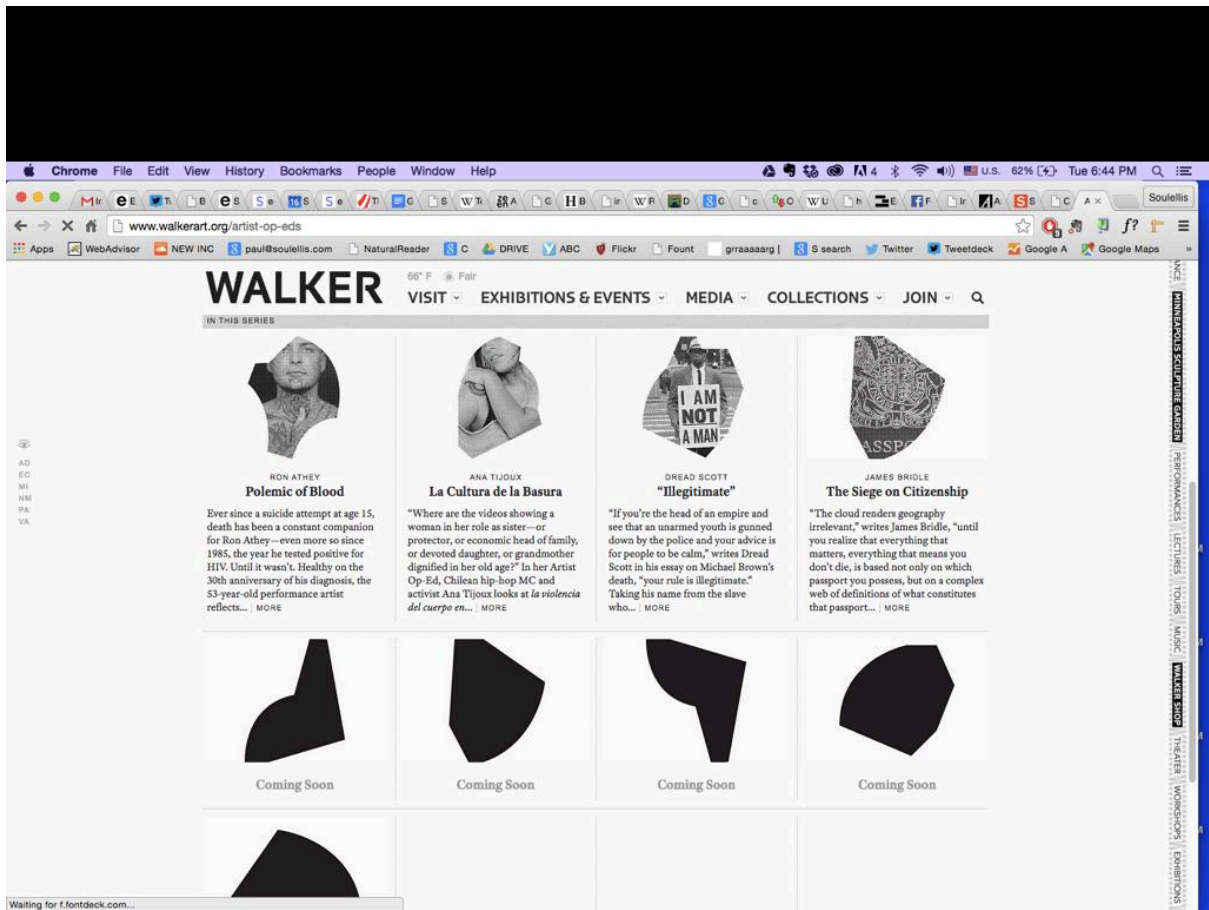 Chrome File Edit View History Bookmarks People Window Help
4 U.S. 62% Tue 6:44 PM
Soulellis
www.walkerart.org/artist-op-eds
f?
Apps WebAdvisor NEW INC paul@soulellis.com NaturalReader C DRIVE ABC Flickr Fount grraaaarg | S search Twitter Tweetdeck Google A Google Maps »
WALKER
66° F Fair
VISIT EXHIBITIONS & EVENTS MEDIA COLLECTIONS JOIN
IN THIS SERIES
I AM
NOT
A MAN
ASSPO
RON ATHEY
Polemic of Blood
Ever since a suicide attempt at age 15,
death has been a constant companion
for Ron Athey—even more so since
1985, the year he tested positive for
HIV. Until it wasn't. Healthy on the
30th anniversary of his diagnosis, the
53-year-old performance artist
reflects... | MORE
ANA TIJOUX
La Cultura de la Basura
“Where are the videos showing a
woman in her role as sister—or
protector, or economic head of family,
or devoted daughter, or grandmother
dignified in her old age?” In her Artist
Op-Ed, Chilean hip-hop MC and
activist Ana Tijoux looks at la violencia
del cuerpo en... | MORE
DREAD SCOTT
“Illegitimate”
“If you're the head of an empire and
see that an unarmed youth is gunned
down by the police and your advice is
for people to be calm,” writes Dread
Scott in his essay on Michael Brown's
death, “your rule is illegitimate.”
Taking his name from the slave
who... | MORE
JAMES BRIDLE
The Siege on Citizenship
“The cloud renders geography
irrelevant,” writes James Bridle, “until
you realize that everything that
matters, everything that means you
don't die, is based not only on which
passport you possess, but on a complex
web of definitions of what constitutes
that passport... | MORE
Coming Soon
Coming Soon
Coming Soon
Coming Soon
AD
EC
MI
NM
PA
VA
ANCE
MINNEAPOLIS SCULPTURE GARDEN
PERFORMANCES
LECTURES
TOURS
MUSIC
WALKER SHOP
THEATER
WORKSHOPS
EXHIBITIONS
Waiting for f.fontdeck.com...